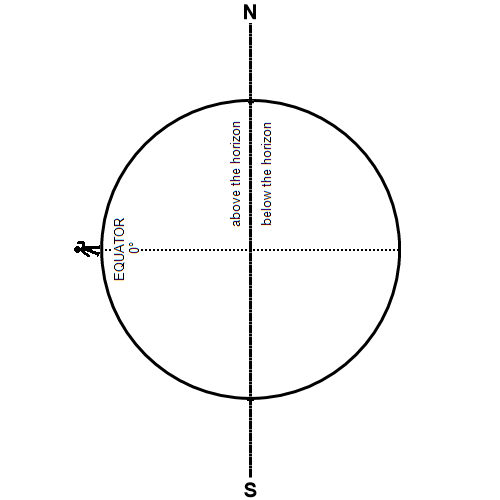 N
above the horizon
below the horizon
EQUATOR
0°
S